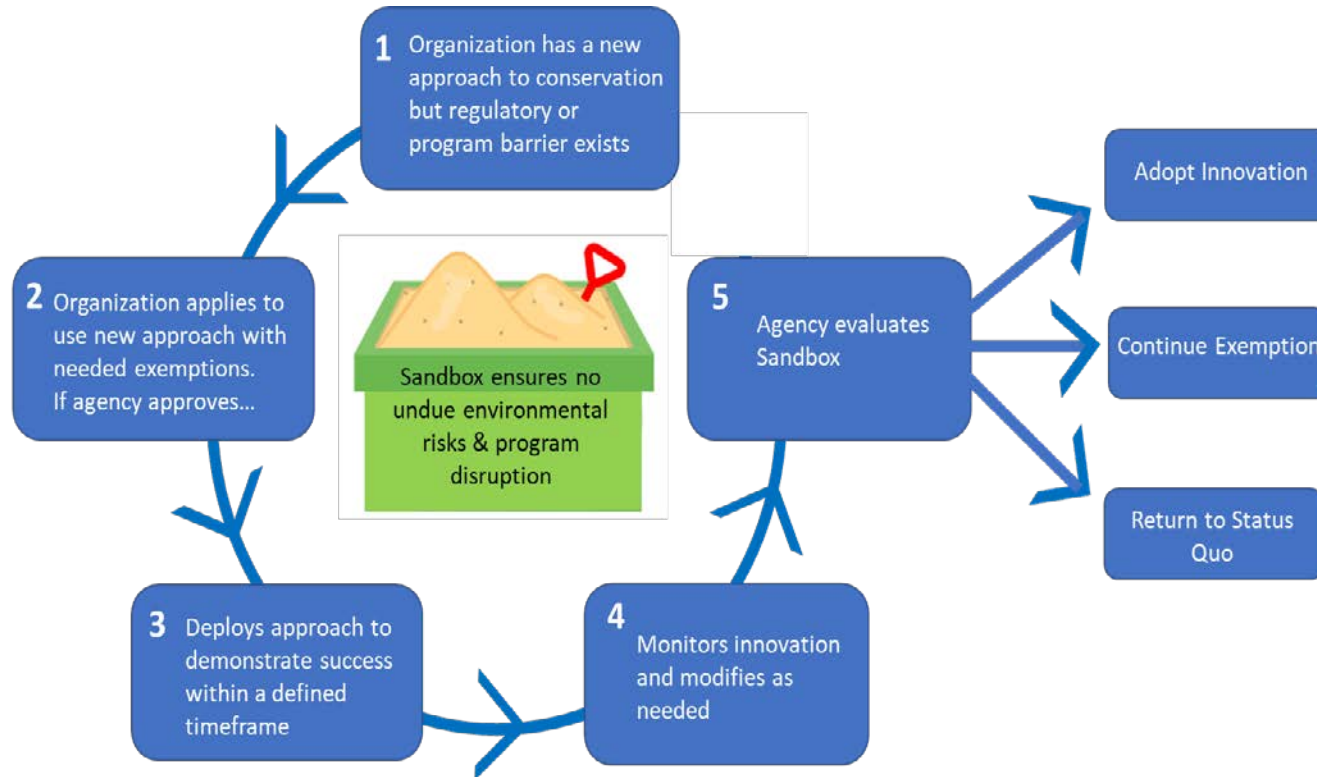 1 Organization has a new
approach to conservation
but regulatory or
program barrier exists
2 Organization applies to
use new approach with
needed exemptions.
If agency approves...
3 Deploys approach to
demonstrate success
within a defined
timeframe
4 Monitors innovation
and modifies as
needed
5 Agency evaluates
Sandbox
Sandbox ensures no
undue environmental
risks & program
disruption
Adopt Innovation
Continue Exemption
Return to Status
Quo